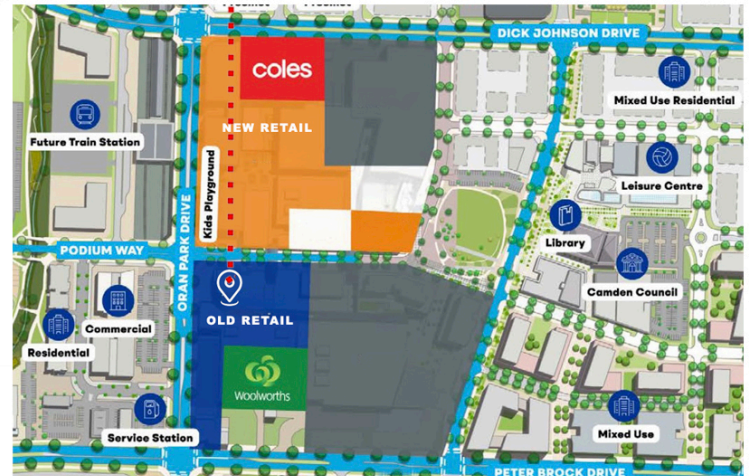 DICK JOHNSON DRIVE
coles
Mixed Use Residential
NEW RETAIL
Future Train Station
Kids Playground
Leisure Centre
ORAN PARK DRIVE
PODIUM WAY
Library
Camden Council
OLD RETAIL
Commercial
Residential
Woolworths
Service Station
Mixed Use
PETER BROCK DRIVE